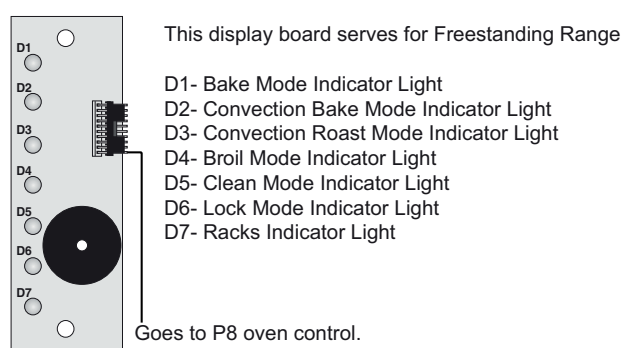 This display board serves for Freestanding Range
D1- Bake Mode Indicator Light
D2- Convection Bake Mode Indicator Light
D3- Convection Roast Mode Indicator Light
D4- Broil Mode Indicator Light
D5- Clean Mode Indicator Light
D6- Lock Mode Indicator Light
D7- Racks Indicator Light
D1
D2
D3
D4
D5
D6
D7
Goes to P8 oven control.